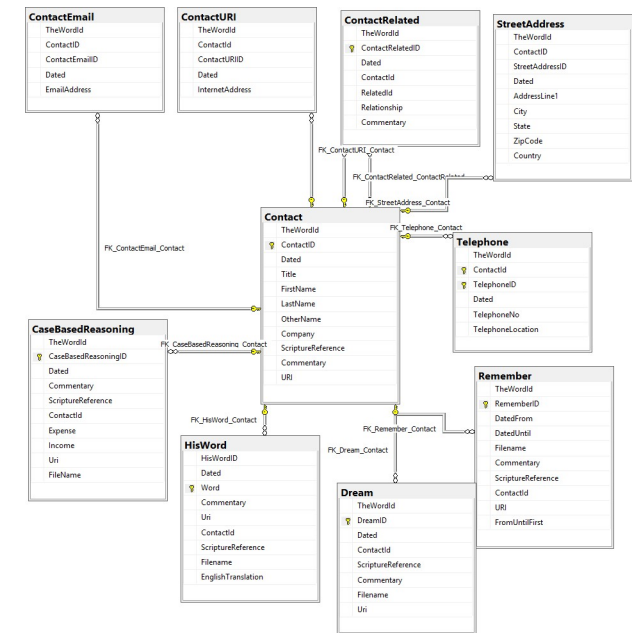 ContactEmail
TheWordId
ContactID
ContactEmailID
Dated
EmailAddress
ContactURI
TheWordId
ContactId
ContactURIID
Dated
InternetAddress
ContactRelated
TheWordId
ContactRelatedID
Dated
ContactId
RelatedId
Relationship
Commentary
StreetAddress
TheWordId
ContactID
StreetAddressID
Dated
AddressLine1
City
State
ZipCode
Country
FK_ContactURI_Contact
FK_ContactRelated_ContactRelated
FK_StreetAddress_Contact
FK_Telephone_Contact
FK_ContactEmail_Contact
Contact
TheWordId
ContactID
Dated
Title
FirstName
LastName
OtherName
Company
ScriptureReference
Commentary
URI
Telephone
TheWordId
ContactId
TelephoneID
Dated
TelephoneNo
TelephoneLocation
CaseBasedReasoning
TheWordId
CaseBasedReasoningID
Dated
Commentary
ScriptureReference
ContactId
Expense
Income
Uri
FileName
FK_CaseBasedReasoning_Contact
FK_HisWord_Contact
FK_Remember_Contact
FK_Dream_Contact
Remember
TheWordId
RememberID
DatedFrom
DatedUntil
Filename
Commentary
ScriptureReference
ContactId
URI
FromUntilFirst
HisWord
HisWordID
Dated
Word
Commentary
Uri
ContactId
ScriptureReference
Filename
EnglishTranslation
Dream
TheWordId
DreamID
Dated
ContactId
ScriptureReference
Commentary
Filename
Uri